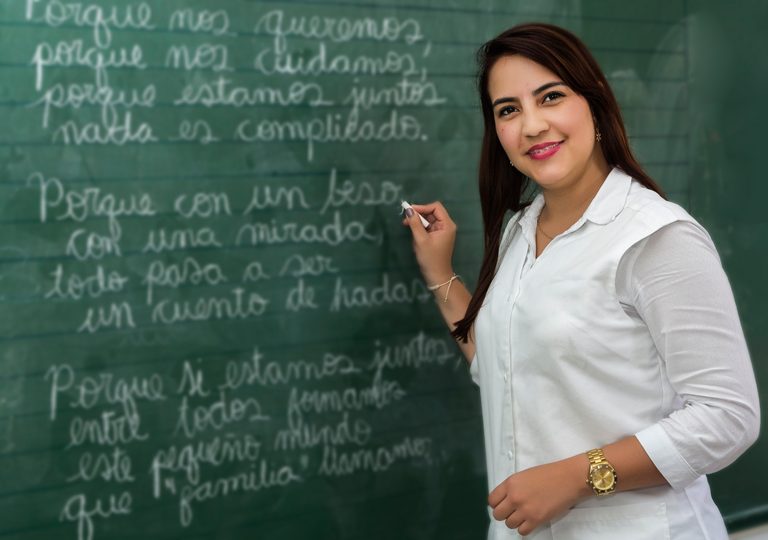 Porque nos queremos,
porque nos cuidamos,
porque estamos juntos
nada es complicado.
Porque con un beso
con una mirada,
todo pasa a ser
un cuento de hadas
Porque si estamos juntos,
entre todos formamos
este pequeño mundo
que "familia" llamamo